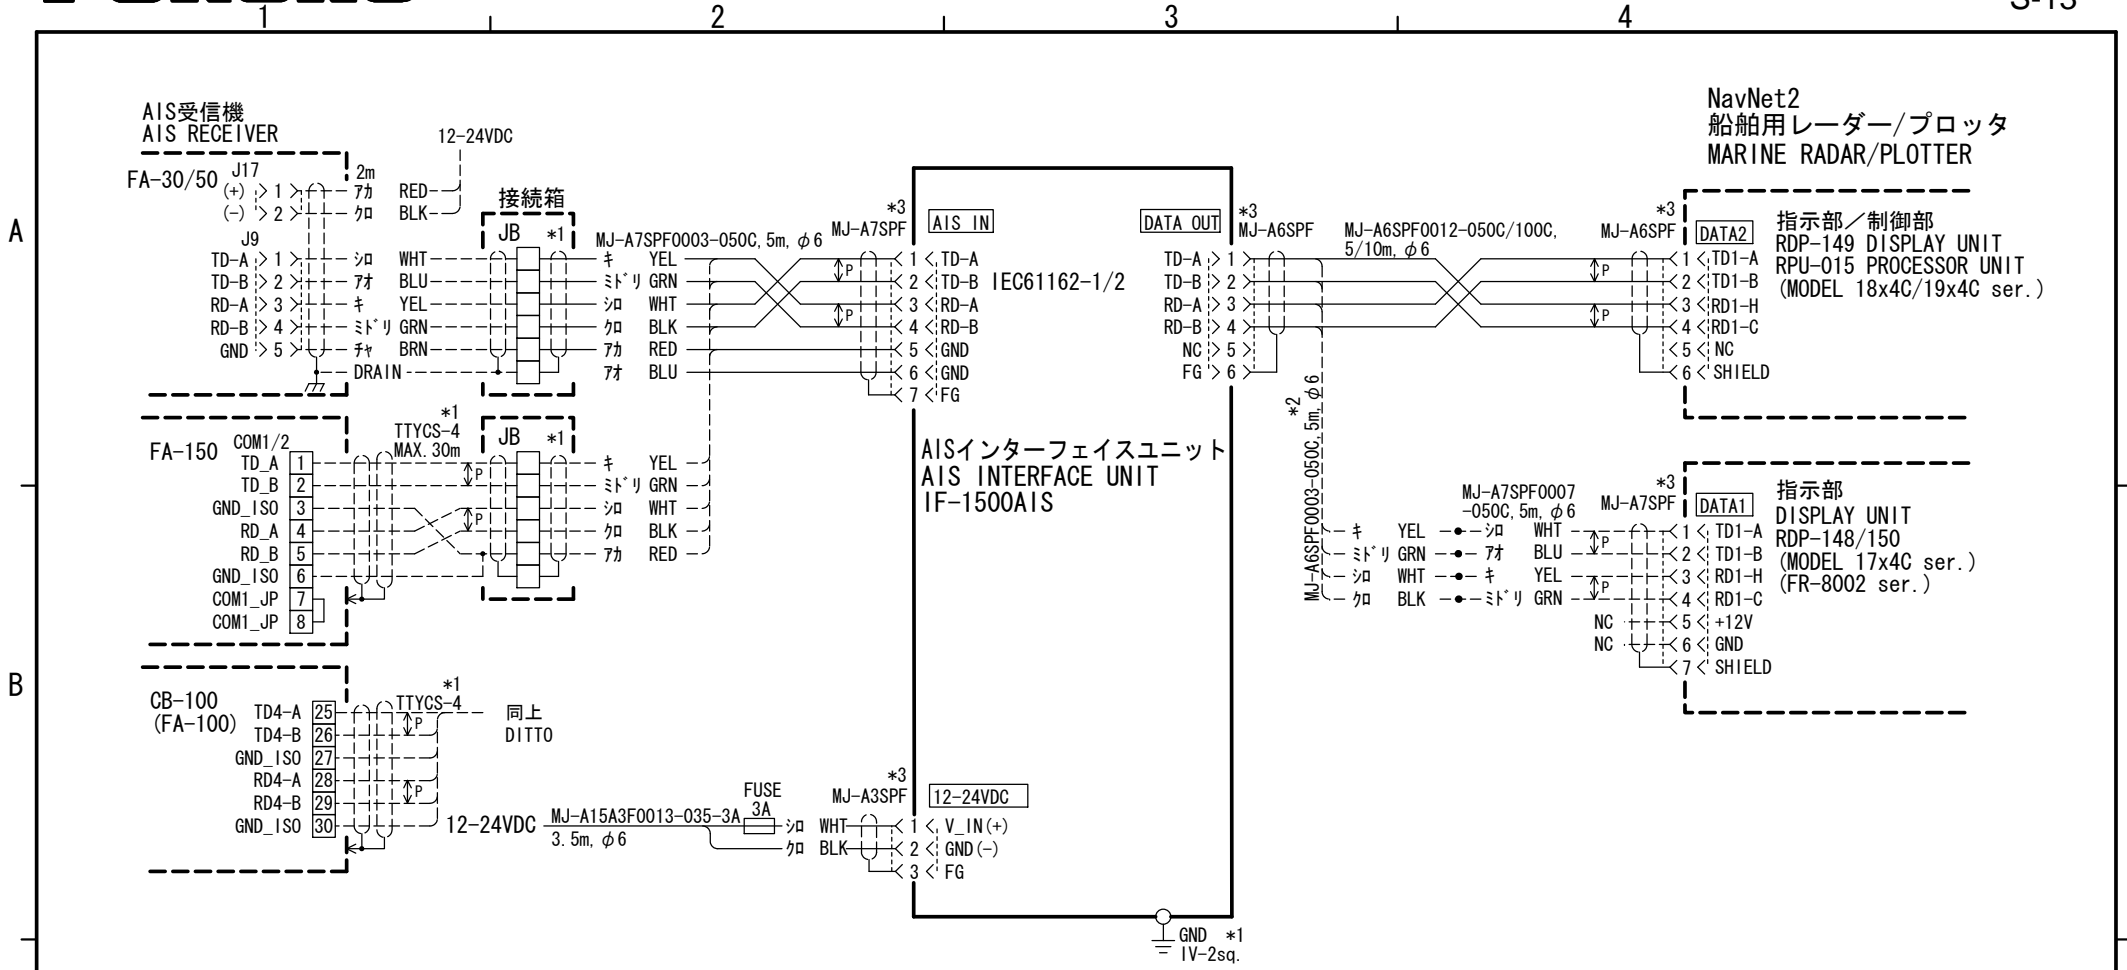 1
2
3
4
A
B
AIS受信機
AIS RECEIVER
FA-30/50
J17
(+) 1
(-) 2
2m
アカ RED
クロ BLK
12-24VDC
J9
TD-A 1 シロ WHT
TD-B 2 アオ BLU
RD-A 3 キ YEL
RD-B 4 ミドリ GRN
GND 5 チャ BRN
DRAIN
接続箱
JB *1
MJ-A7SPF0003-050C, 5m, φ6
キ YEL
ミドリ GRN
シロ WHT
クロ BLK
アカ RED
アオ BLU
P
P
*3
MJ-A7SPF
AIS IN
1 TD-A
2 TD-B
3 RD-A
4 RD-B
5 GND
6 GND
7 FG
IEC61162-1/2
DATA OUT
TD-A 1
TD-B 2
RD-A 3
RD-B 4
NC 5
FG 6
*3
MJ-A6SPF
MJ-A6SPF0012-050C/100C,
5/10m, φ6
P
P
*3
MJ-A6SPF
DATA2
1 TD1-A
2 TD1-B
3 RD1-H
4 RD1-C
5 NC
6 SHIELD
NavNet2
船舶用レーダー/プロッタ
MARINE RADAR/PLOTTER
指示部/制御部
RDP-149 DISPLAY UNIT
RPU-015 PROCESSOR UNIT
(MODEL 18x4C/19x4C ser.)
FA-150
COM1/2
TD_A 1
TD_B 2
GND_ISO 3
RD_A 4
RD_B 5
GND_ISO 6
COM1_JP 7
COM1_JP 8
*1
TTYCS-4
MAX.30m
P
P
JB *1
キ YEL
ミドリ GRN
シロ WHT
クロ BLK
アカ RED
AISインターフェイスユニット
AIS INTERFACE UNIT
IF-1500AIS
*2
MJ-A6SPF0003-050C, 5m, φ6
MJ-A7SPF0007
-050C, 5m, φ6
キ YEL シロ WHT
ミドリ GRN アオ BLU
シロ WHT キ YEL
クロ BLK ミドリ GRN
NC
NC
P
P
*3
MJ-A7SPF
DATA1
1 TD1-A
2 TD1-B
3 RD1-H
4 RD1-C
5 +12V
6 GND
7 SHIELD
指示部
DISPLAY UNIT
RDP-148/150
(MODEL 17x4C ser.)
(FR-8002 ser.)
CB-100
(FA-100)
TD4-A 25
TD4-B 26
GND_ISO 27
RD4-A 28
RD4-B 29
GND_ISO 30
*1
TTYCS-4
P
P
同上
DITTO
12-24VDC
MJ-A15A3F0013-035-3A
3.5m, φ6
FUSE
3A
シロ WHT
クロ BLK
*3
MJ-A3SPF
12-24VDC
1 V_IN(+)
2 GND(-)
3 FG
GND *1
IV-2sq.